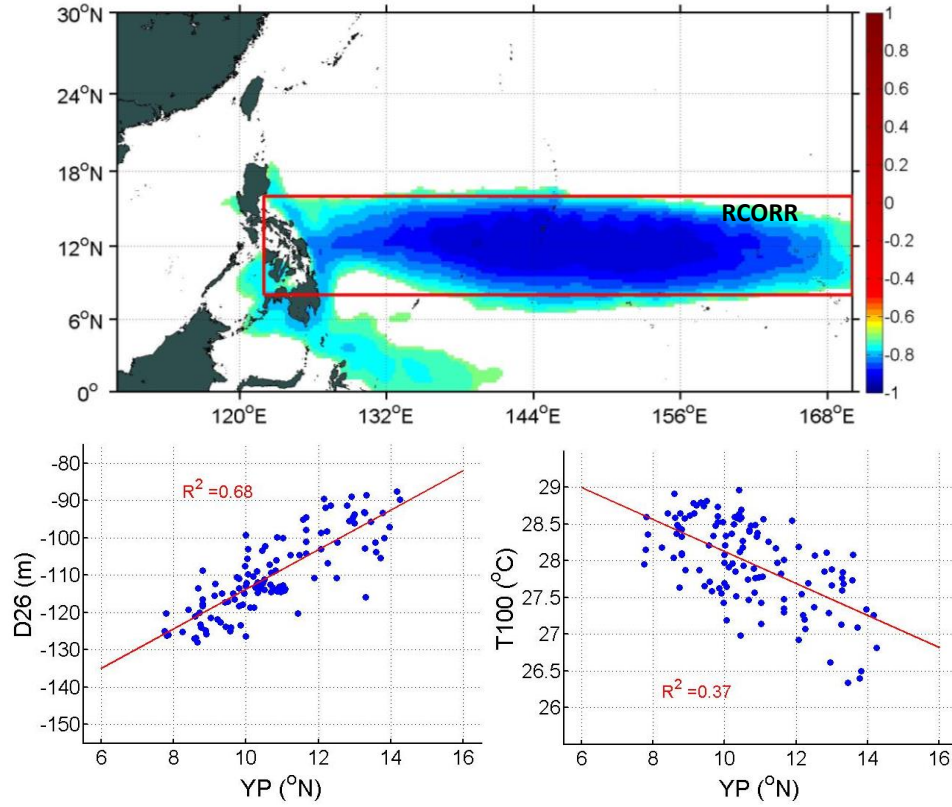 30°N
24°N
18°N
12°N
6°N
0°
120°E 132°E 144°E 156°E 168°E
RCORR
1
0.8
0.6
0.4
0.2
0
-0.2
-0.4
-0.6
-0.8
-1
-80
-90
-100
-110
-120
-130
-140
-150
D26 (m)
R² =0.68
6 8 10 12 14 16
YP (°N)
29
28.5
28
27.5
27
26.5
26
T100 (°C)
R² =0.37
6 8 10 12 14 16
YP (°N)